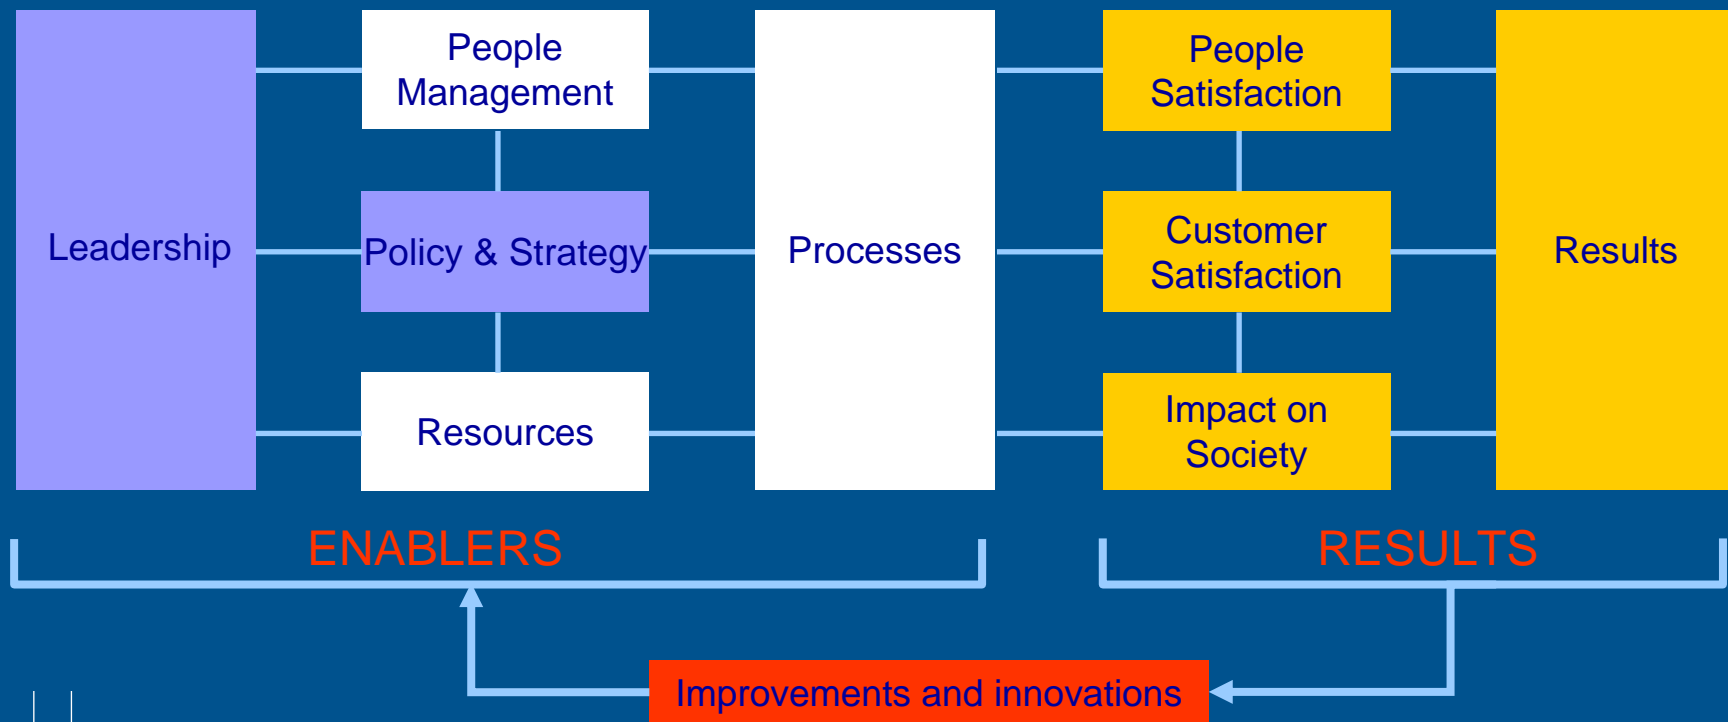 People
Management
People
Satisfaction
Leadership
Policy & Strategy
Processes
Customer
Satisfaction
Results
Resources
Impact on
Society
ENABLERS
RESULTS
Improvements and innovations